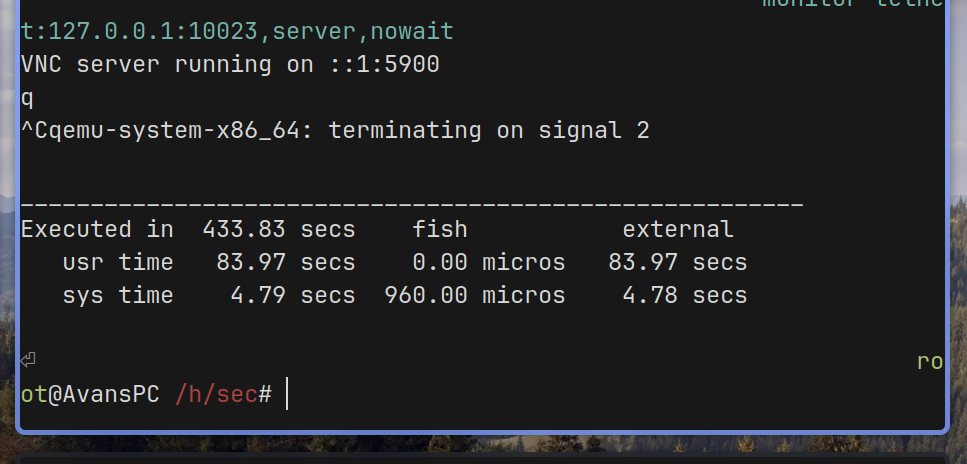 monitor telne
t:127.0.0.1:10023,server,nowait
VNC server running on ::1:5900
q
^Cqemu-system-x86_64: terminating on signal 2
________________________________________________________
Executed in  433.83 secs    fish           external
   usr time   83.97 secs    0.00 micros   83.97 secs
   sys time    4.79 secs  960.00 micros    4.78 secs
⏎ ro
ot@AvansPC /h/sec#